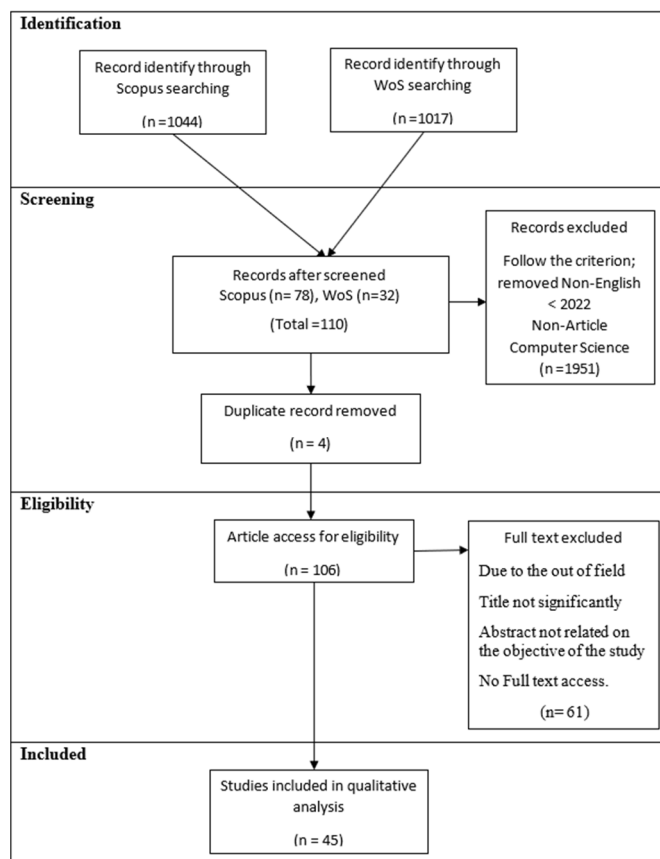 Identification
Record identify through
Scopus searching
(n =1044)
Record identify through
WoS searching
(n =1017)
Screening
Records after screened
Scopus (n= 78), WoS (n=32)
(Total =110)
Records excluded
Follow the criterion;
removed Non-English
< 2022
Non-Article
Computer Science
(n =1951)
Duplicate record removed
(n = 4)
Eligibility
Article access for eligibility
(n = 106)
Full text excluded
Due to the out of field
Title not significantly
Abstract not related on
the objective of the study
No Full text access.
(n= 61)
Included
Studies included in qualitative
analysis
(n = 45)